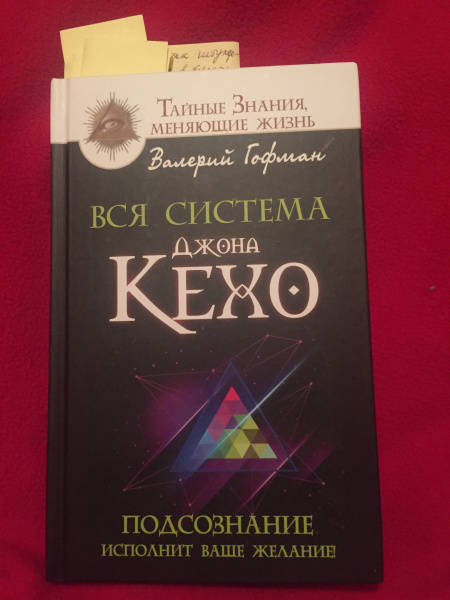 Тайные Знания,
меняющие жизнь
Валерий Гофман
ВСЯ СИСТЕМА
ДЖОНА
КЕХО
ПОДСОЗНАНИЕ
ИСПОЛНИТ ВАШЕ ЖЕЛАНИЕ!